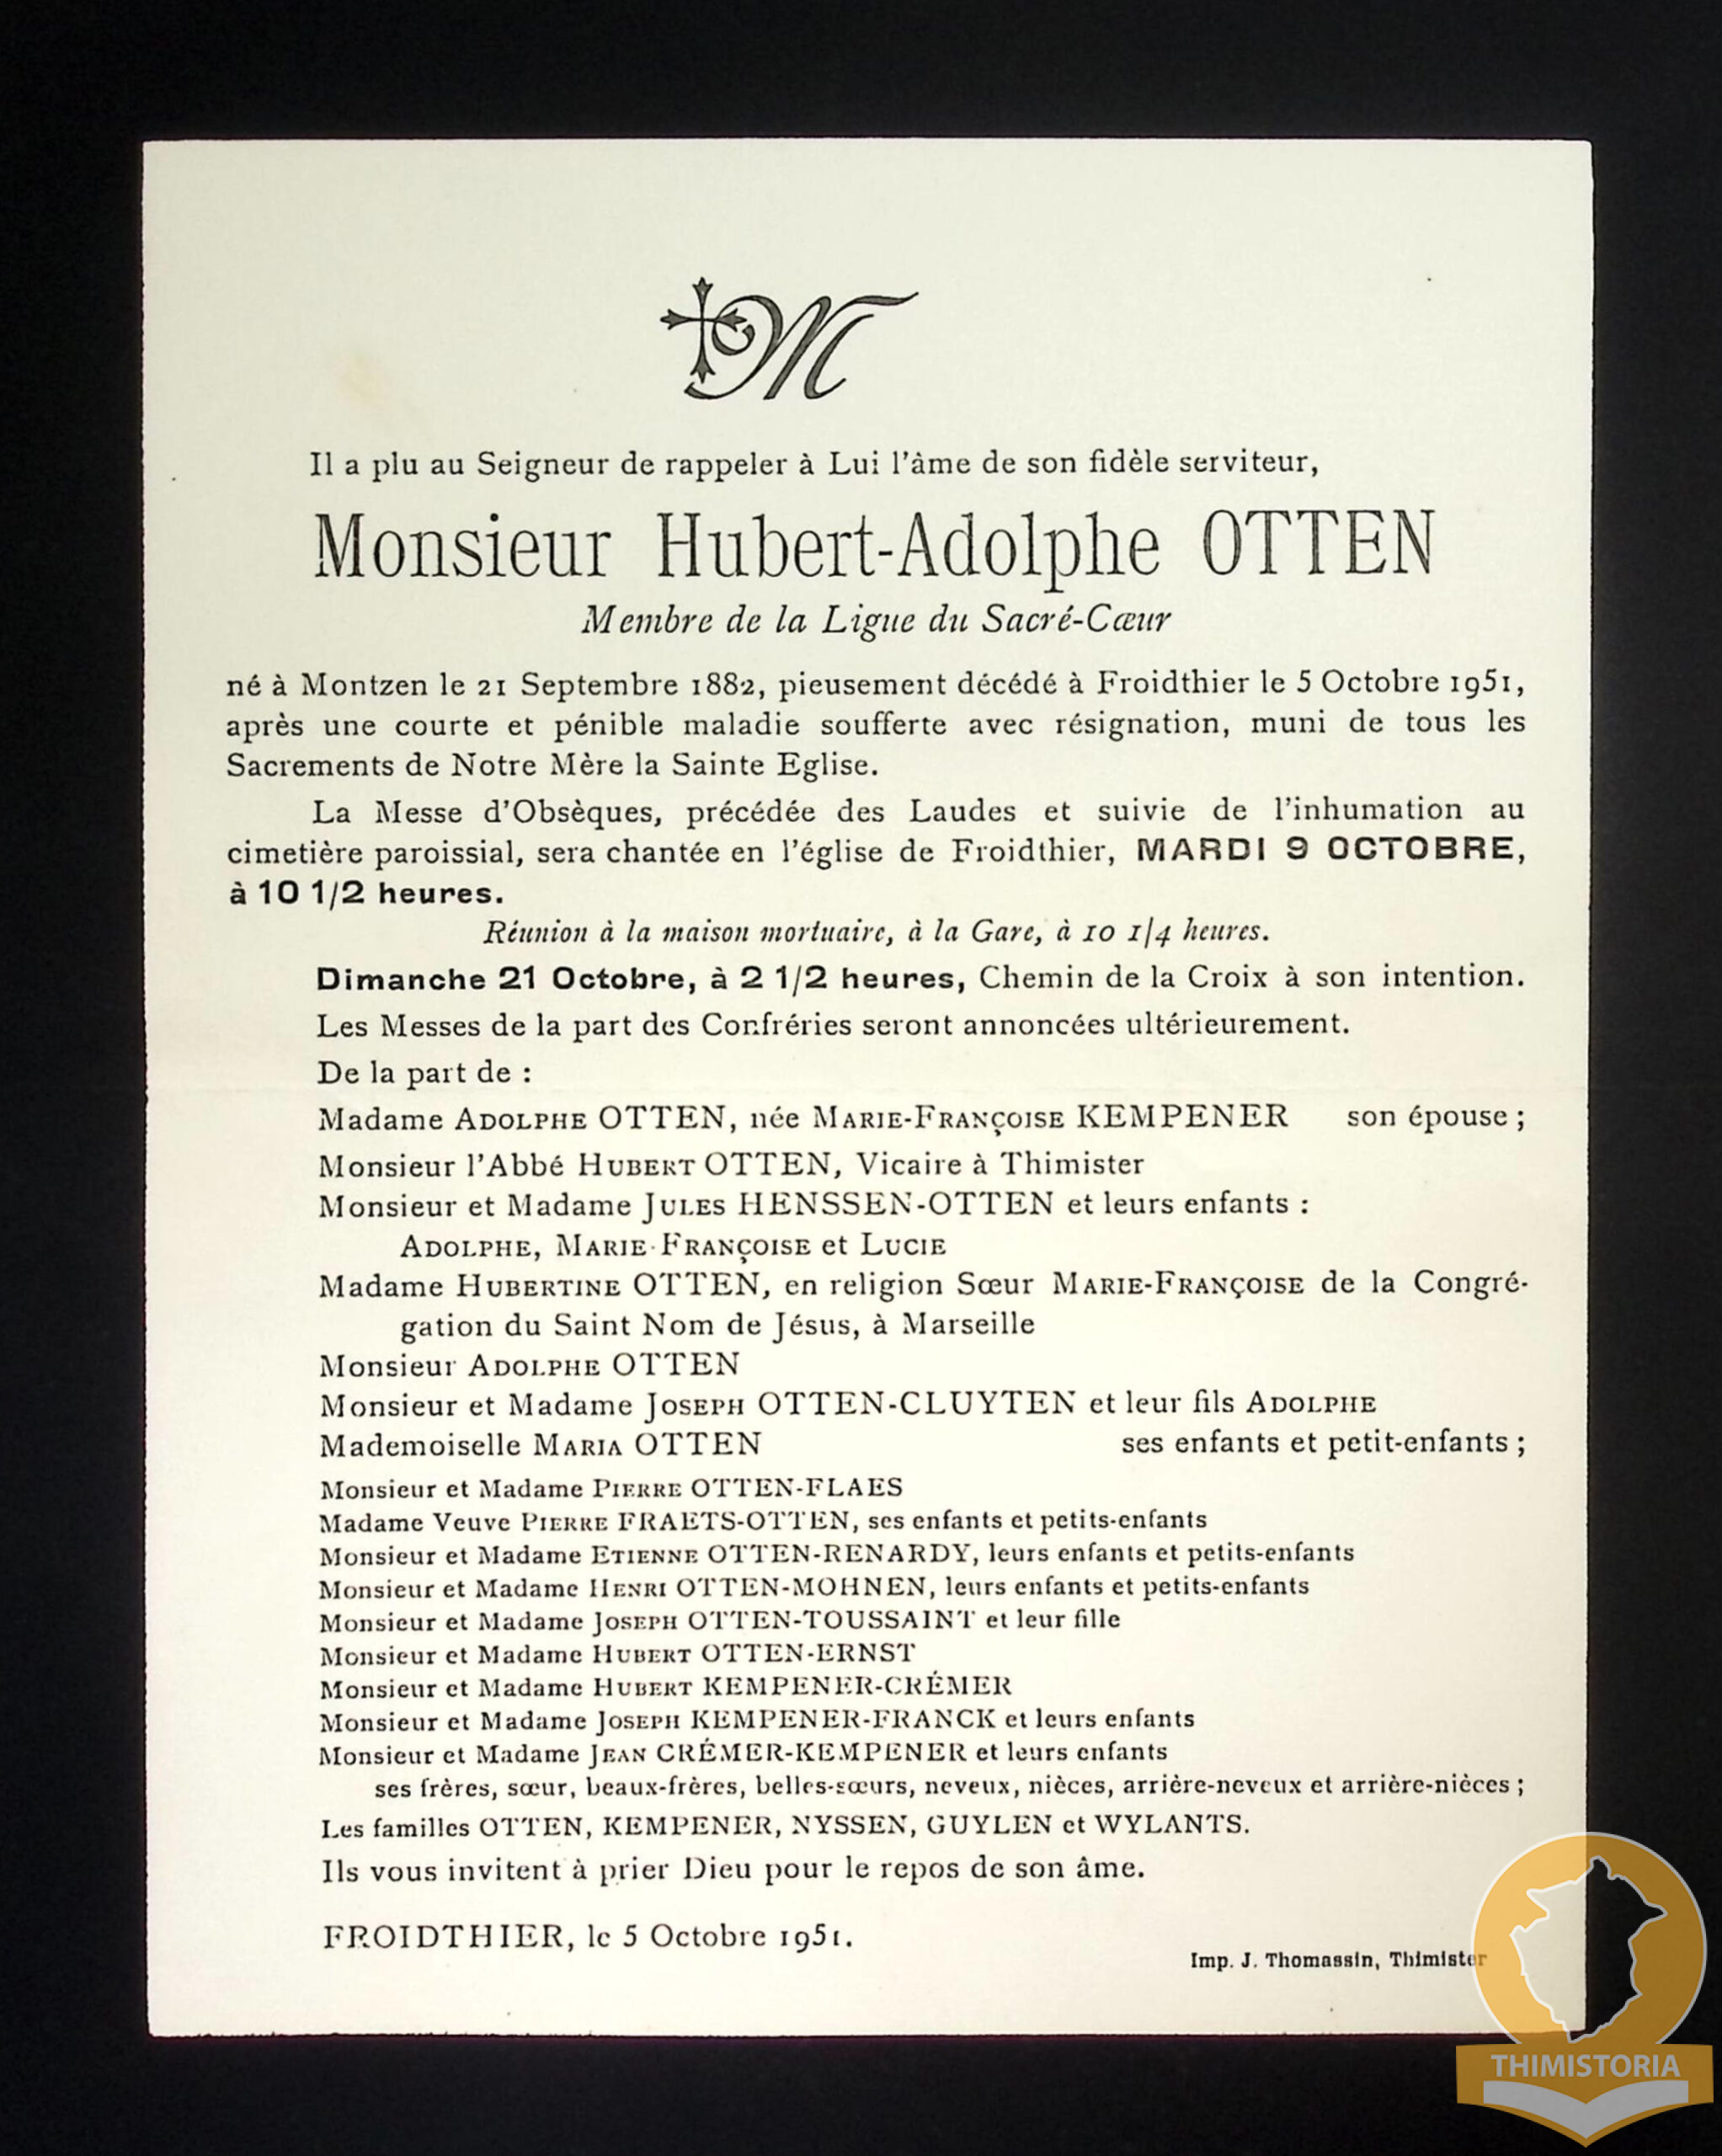 M
Il a plu au Seigneur de rappeler à Lui l'âme de son fidèle serviteur,
Monsieur Hubert-Adolphe OTTEN
Membre de la Ligue du Sacré-Cœur
né à Montzen le 21 Septembre 1882, pieusement décédé à Froidthier le 5 Octobre 1951,
après une courte et pénible maladie soufferte avec résignation, muni de tous les
Sacrements de Notre Mère la Sainte Eglise.
La Messe d'Obsèques, précédée des Laudes et suivie de l'inhumation au
cimetière paroissial, sera chantée en l'église de Froidthier, MARDI 9 OCTOBRE,
à 10 1/2 heures.
Réunion à la maison mortuaire, à la Gare, à 10 1/4 heures.
Dimanche 21 Octobre, à 2 1/2 heures, Chemin de la Croix à son intention.
Les Messes de la part des Confréries seront annoncées ultérieurement.
De la part de :
Madame ADOLPHE OTTEN, née MARIE-FRANÇOISE KEMPENER son épouse ;
Monsieur l'Abbé HUBERT OTTEN, Vicaire à Thimister
Monsieur et Madame JULES HENSSEN-OTTEN et leurs enfants :
ADOLPHE, MARIE-FRANÇOISE et LUCIE
Madame HUBERTINE OTTEN, en religion Sœur MARIE-FRANÇOISE de la Congré-
gation du Saint Nom de Jésus, à Marseille
Monsieur ADOLPHE OTTEN
Monsieur et Madame JOSEPH OTTEN-CLUYTEN et leur fils ADOLPHE
Mademoiselle MARIA OTTEN ses enfants et petit-enfants ;
Monsieur et Madame PIERRE OTTEN-FLAES
Madame Veuve PIERRE FRAETS-OTTEN, ses enfants et petits-enfants
Monsieur et Madame ETIENNE OTTEN-RENARDY, leurs enfants et petits-enfants
Monsieur et Madame HENRI OTTEN-MOHNEN, leurs enfants et petits-enfants
Monsieur et Madame JOSEPH OTTEN-TOUSSAINT et leur fille
Monsieur et Madame HUBERT OTTEN-ERNST
Monsieur et Madame HUBERT KEMPENER-CRÉMER
Monsieur et Madame JOSEPH KEMPENER-FRANCK et leurs enfants
Monsieur et Madame JEAN CRÉMER-KEMPENER et leurs enfants
ses frères, sœur, beaux-frères, belles-sœurs, neveux, nièces, arrière-neveux et arrière-nièces ;
Les familles OTTEN, KEMPENER, NYSSEN, GUYLEN et WYLANTS.
Ils vous invitent à prier Dieu pour le repos de son âme.
FROIDTHIER, le 5 Octobre 1951.
Imp. J. Thomassin, Thimister
THIMISTORIA